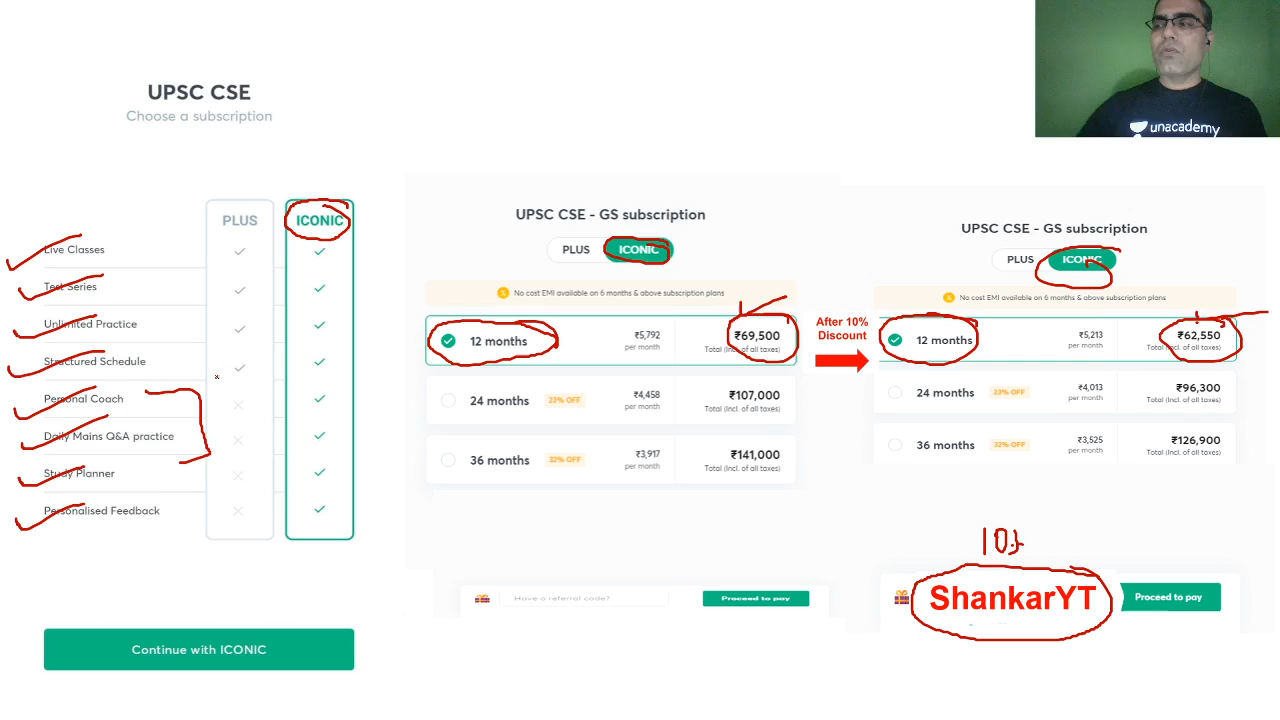 UPSC CSE
Choose a subscription
PLUS
ICONIC
Live Classes
Test Series
Unlimited Practice
Structured Schedule
Personal Coach
Daily Mains Q&A practice
Study Planner
Personalised Feedback
Continue with ICONIC
UPSC CSE - GS subscription
PLUS
ICONIC
No cost EMI available on 6 months & above subscription plans
12 months
₹5,792
per month
₹69,500
Total (Incl. of all taxes)
24 months
23% OFF
₹4,458
per month
₹107,000
Total (Incl. of all taxes)
36 months
32% OFF
₹3,917
per month
₹141,000
Total (Incl. of all taxes)
Have a referral code?
Proceed to pay
After 10%
Discount
UPSC CSE - GS subscription
PLUS
ICONIC
No cost EMI available on 6 months & above subscription plans
12 months
₹5,213
per month
₹62,550
Total (Incl. of all taxes)
24 months
23% OFF
₹4,013
per month
₹96,300
Total (Incl. of all taxes)
36 months
32% OFF
₹3,525
per month
₹126,900
Total (Incl. of all taxes)
ShankarYT
Proceed to pay
unacademy